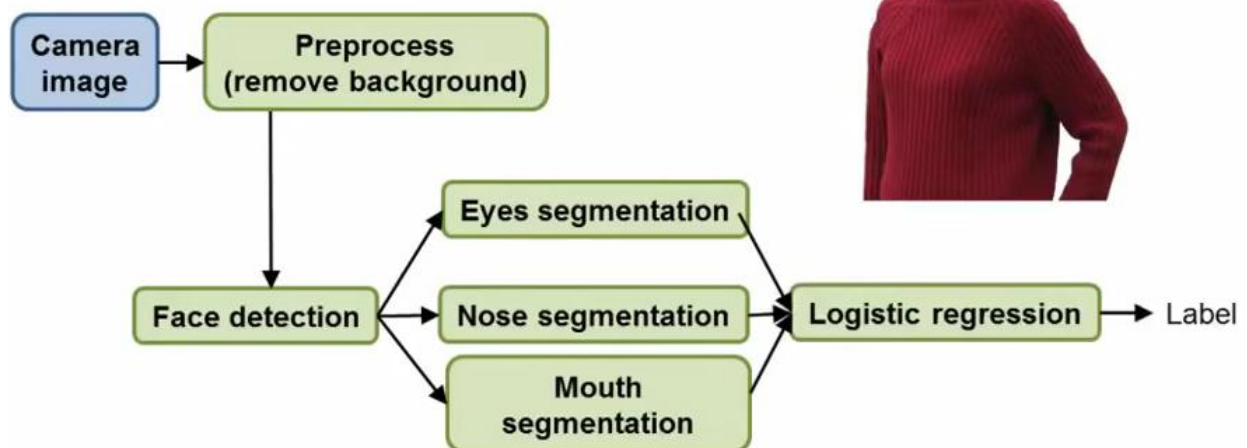 Camera
image
Preprocess
(remove background)
Eyes segmentation
Face detection
Nose segmentation
Logistic regression
Label
Mouth
segmentation